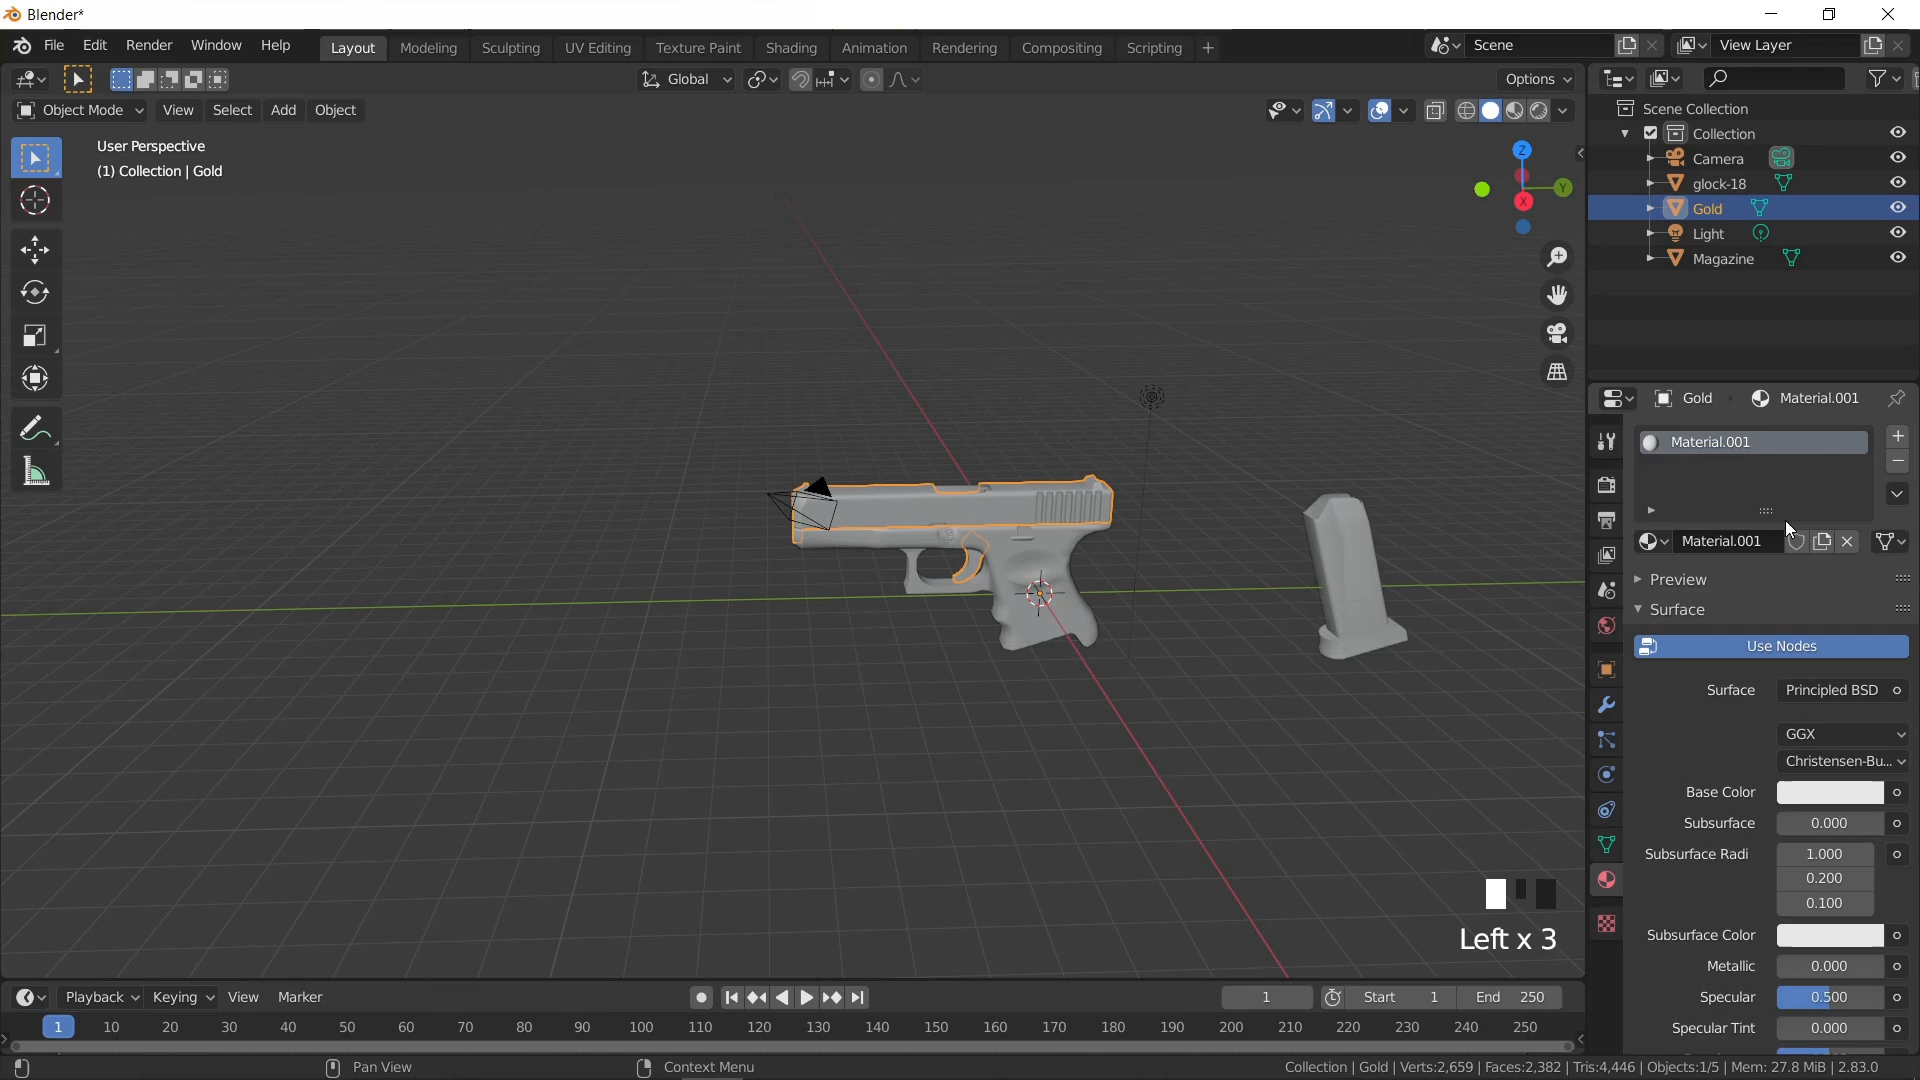 Blender*
File Edit Render Window Help Layout Modeling Sculpting UV Editing Texture Paint Shading Animation Rendering Compositing Scripting + Scene View Layer
Global Options
Object Mode View Select Add Object
User Perspective
(1) Collection | Gold
Z
Y
X
Scene Collection
Collection
Camera
glock-18
Gold
Light
Magazine
Gold Material.001
Material.001
Material.001
Preview
Surface
Use Nodes
Surface Principled BSD
GGX
Christensen-Bu...
Base Color
Subsurface 0.000
Subsurface Radi 1.000
0.200
0.100
Subsurface Color
Metallic 0.000
Specular 0.500
Specular Tint 0.000
Left x 3
Playback Keying View Marker 1 Start 1 End 250
1 10 20 30 40 50 60 70 80 90 100 110 120 130 140 150 160 170 180 190 200 210 220 230 240 250
Pan View Context Menu Collection | Gold | Verts:2,659 | Faces:2,382 | Tris:4,446 | Objects:1/5 | Mem: 27.8 MiB | 2.83.0